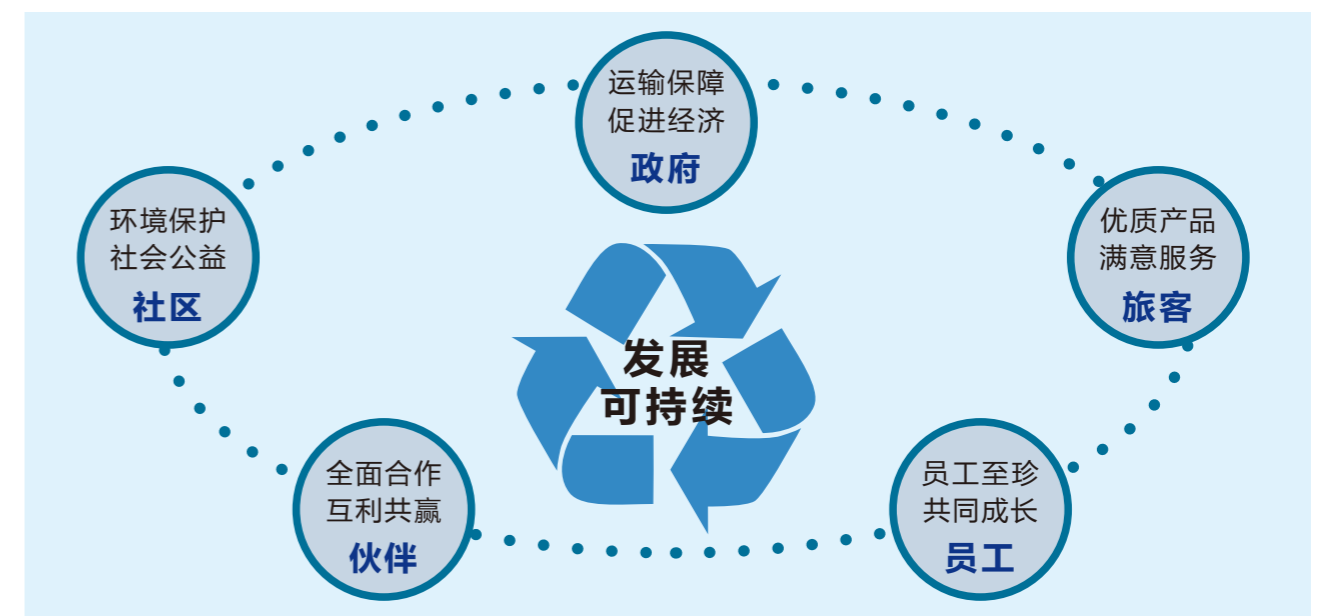 运输保障
促进经济
政府
环境保护
社会公益
社区
优质产品
满意服务
旅客
发展
可持续
全面合作
互利共赢
伙伴
员工至珍
共同成长
员工